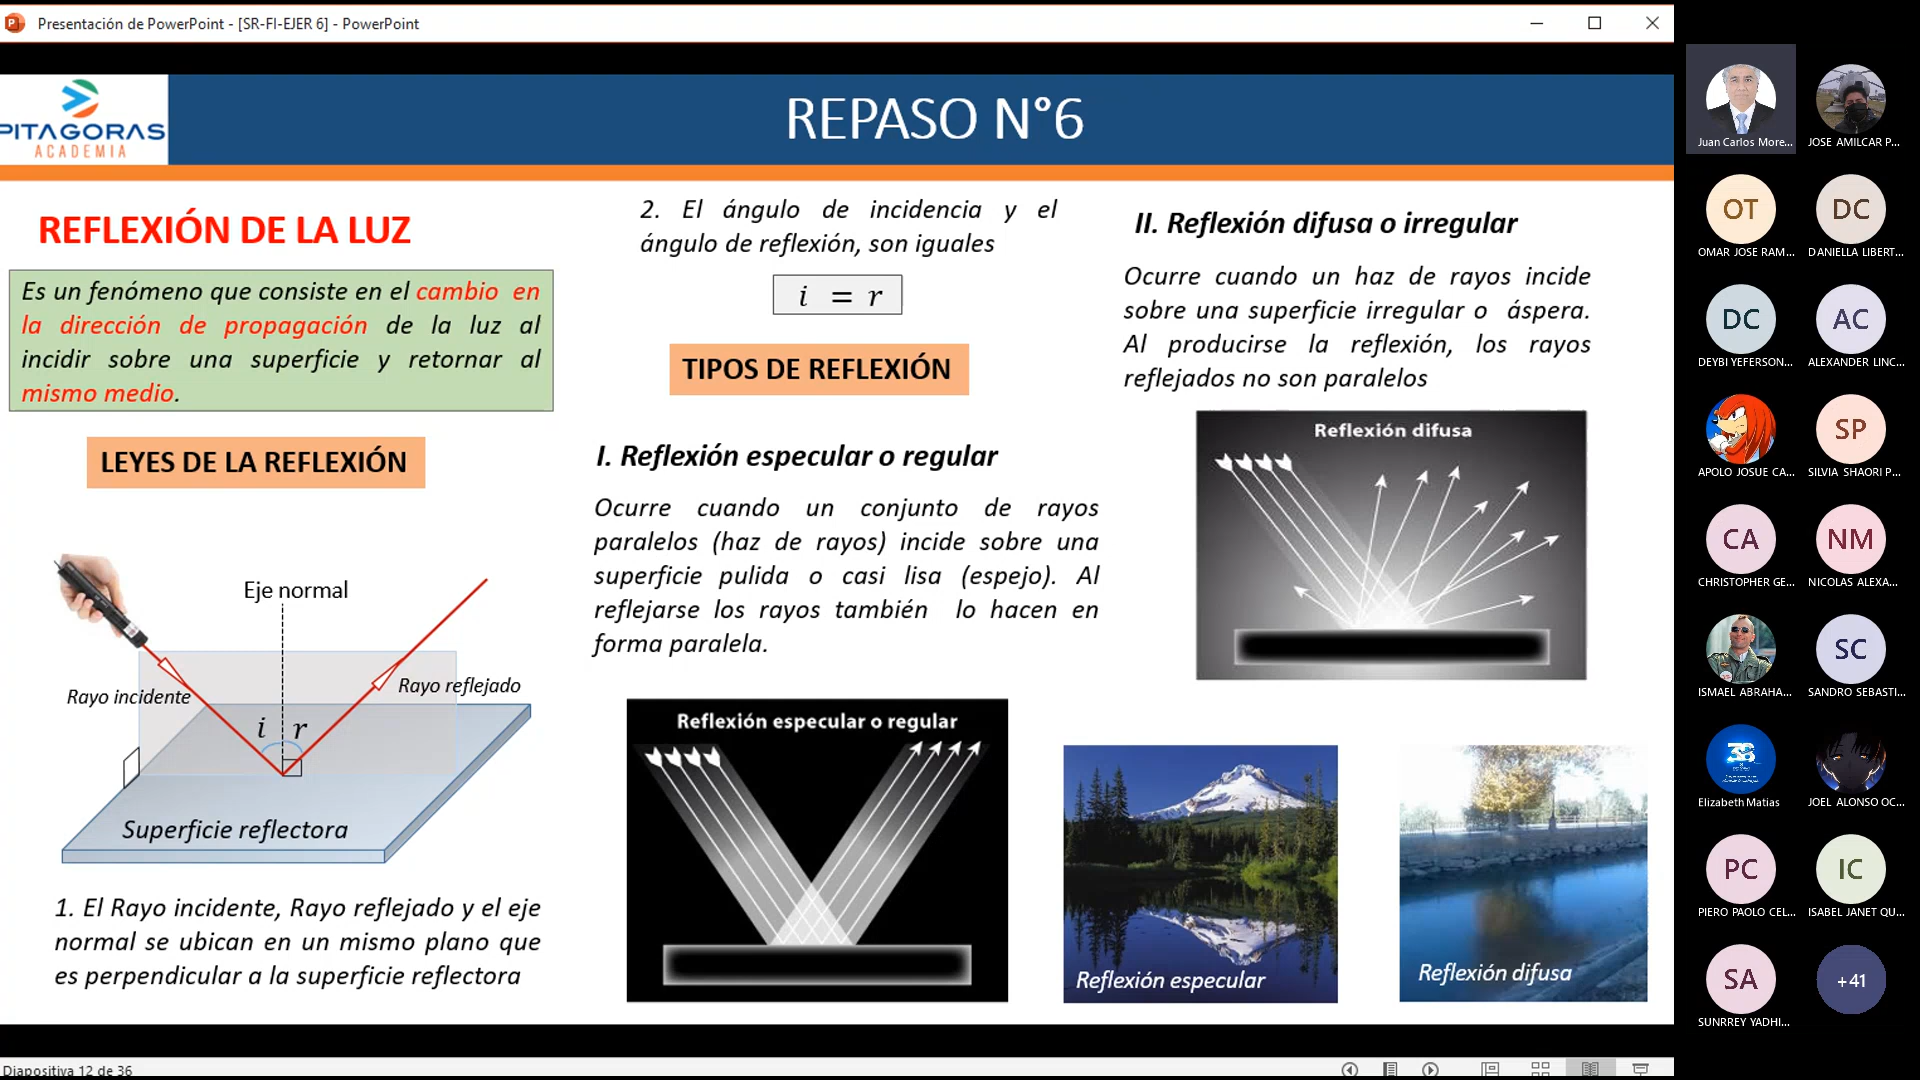 Presentación de PowerPoint - [SR-FI-EJER 6] - PowerPoint
PITAGORAS
ACADEMIA
REPASO N°6
REFLEXIÓN DE LA LUZ
Es un fenómeno que consiste en el cambio en
la dirección de propagación de la luz al
incidir sobre una superficie y retornar al
mismo medio.
LEYES DE LA REFLEXIÓN
Eje normal
Rayo incidente
Rayo reflejado
i r
Superficie reflectora
1. El Rayo incidente, Rayo reflejado y el eje
normal se ubican en un mismo plano que
es perpendicular a la superficie reflectora
2. El ángulo de incidencia y el
ángulo de reflexión, son iguales
i = r
TIPOS DE REFLEXIÓN
I. Reflexión especular o regular
Ocurre cuando un conjunto de rayos
paralelos (haz de rayos) incide sobre una
superficie pulida o casi lisa (espejo). Al
reflejarse los rayos también lo hacen en
forma paralela.
Reflexión especular o regular
II. Reflexión difusa o irregular
Ocurre cuando un haz de rayos incide
sobre una superficie irregular o áspera.
Al producirse la reflexión, los rayos
reflejados no son paralelos
Reflexión difusa
Reflexión especular
Reflexión difusa
Diapositiva 12 de 36
Juan Carlos More...
JOSE AMILCAR P...
OT
OMAR JOSE RAM...
DC
DANIELLA LIBERT...
DC
DEYBI YEFERSON...
AC
ALEXANDER LINC...
APOLO JOSUE CA...
SP
SILVIA SHAORI P...
CA
CHRISTOPHER GE...
NM
NICOLAS ALEXA...
ISMAEL ABRAHA...
SC
SANDRO SEBASTI...
38
Elizabeth Matias
JOEL ALONSO OC...
PC
PIERO PAOLO CEL...
IC
ISABEL JANET QU...
SA
SUNRREY YADHI...
+41